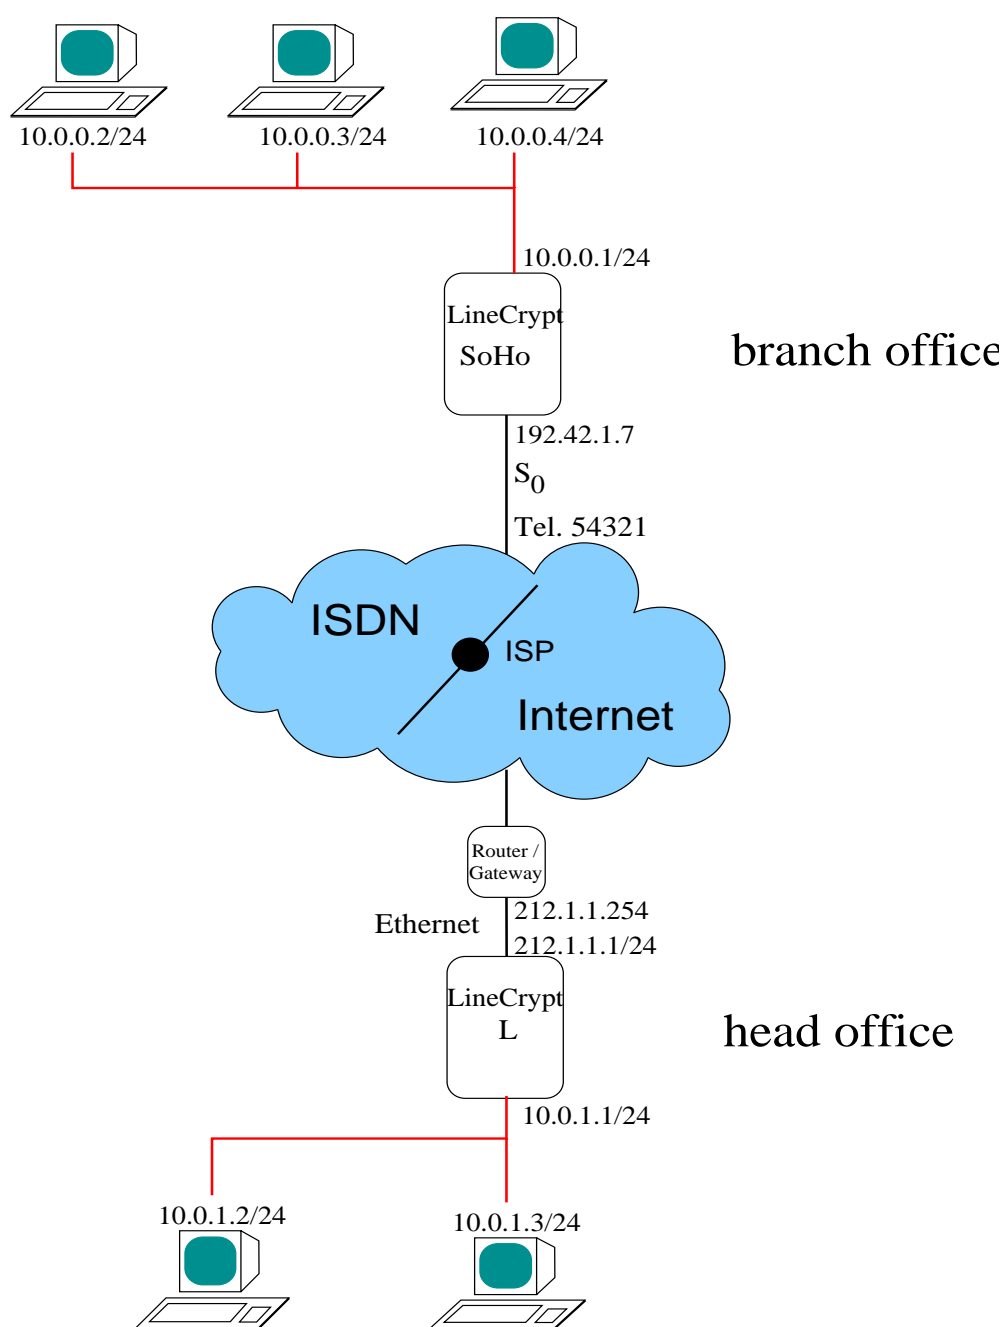 10.0.0.2/24 10.0.0.3/24 10.0.0.4/24
10.0.0.1/24
LineCrypt
SoHo
branch office
192.42.1.7
S0
Tel. 54321
ISDN
ISP
Internet
Router /
Gateway
212.1.1.254
Ethernet
212.1.1.1/24
LineCrypt
L
head office
10.0.1.1/24
10.0.1.2/24 10.0.1.3/24